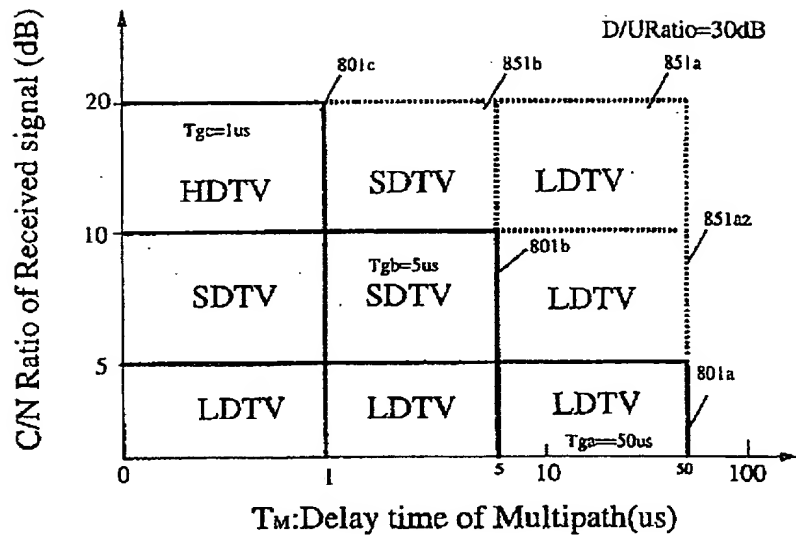 D/URatio=30dB
C/N Ratio of Received signal (dB)
801c
851b
851a
20
Tgc=1us
HDTV
SDTV
LDTV
851az
10
801b
Tgb=5us
SDTV
SDTV
LDTV
5
801a
LDTV
LDTV
LDTV
Tga=50us
0
1
5
10
50
100
TM:Delay time of Multipath(us)